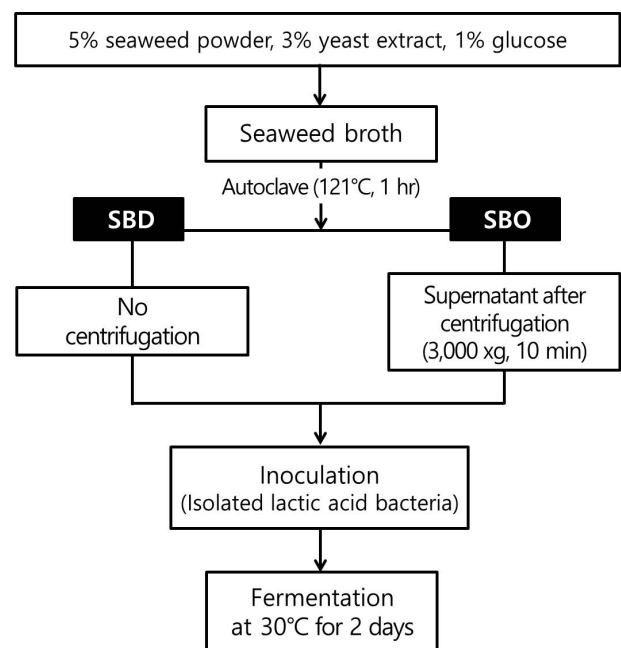 5% seaweed powder, 3% yeast extract, 1% glucose
Seaweed broth
Autoclave (121°C, 1 hr)
SBD
SBO
No
centrifugation
Supernatant after
centrifugation
(3,000 xg, 10 min)
Inoculation
(Isolated lactic acid bacteria)
Fermentation
at 30°C for 2 days